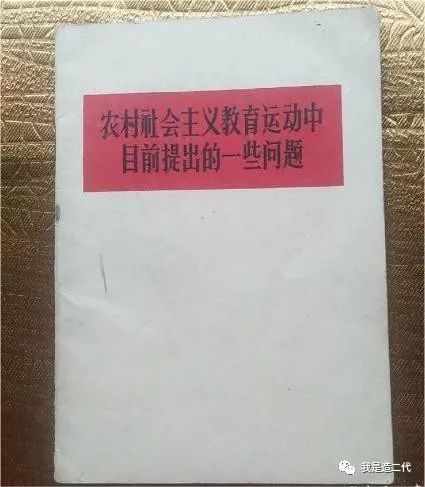 农村社会主义教育运动中
目前提出的一些问题
我是造二代